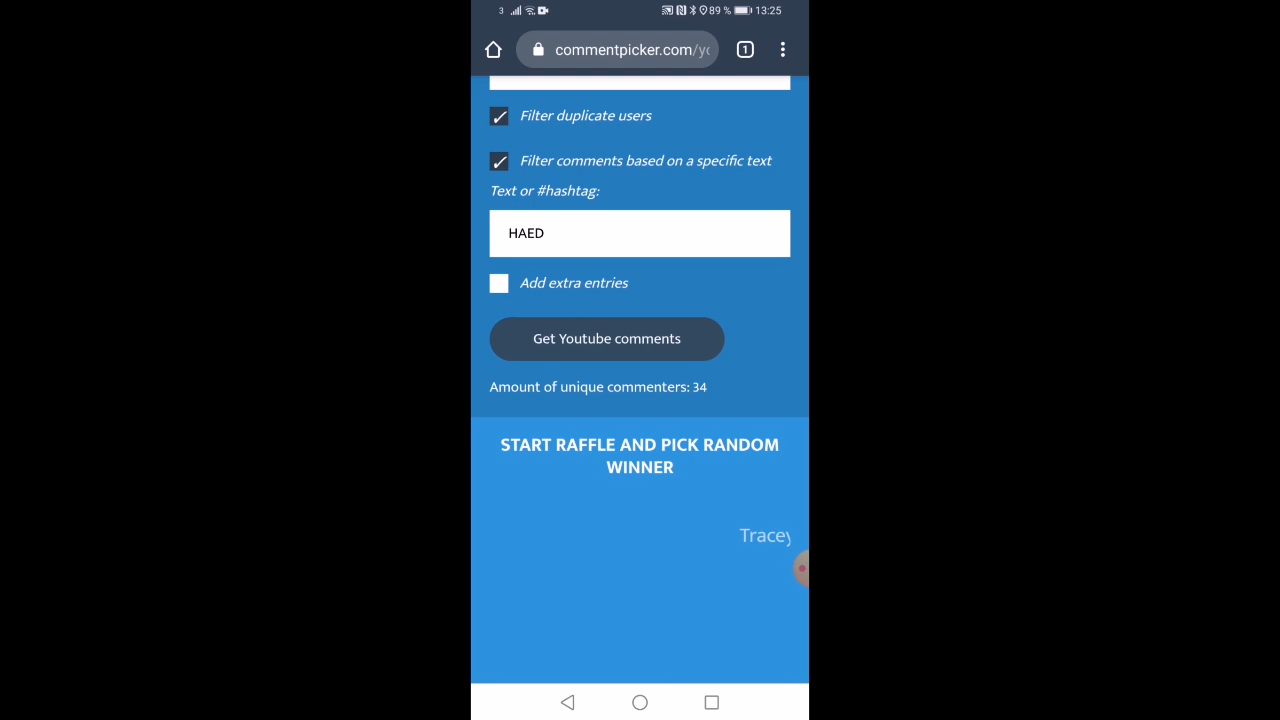 3 89 % 13:25
commentpicker.com/yo 1
Filter duplicate users
Filter comments based on a specific text
Text or #hashtag:
HAED
Add extra entries
Get Youtube comments
Amount of unique commenters: 34
START RAFFLE AND PICK RANDOM
WINNER
Tracey